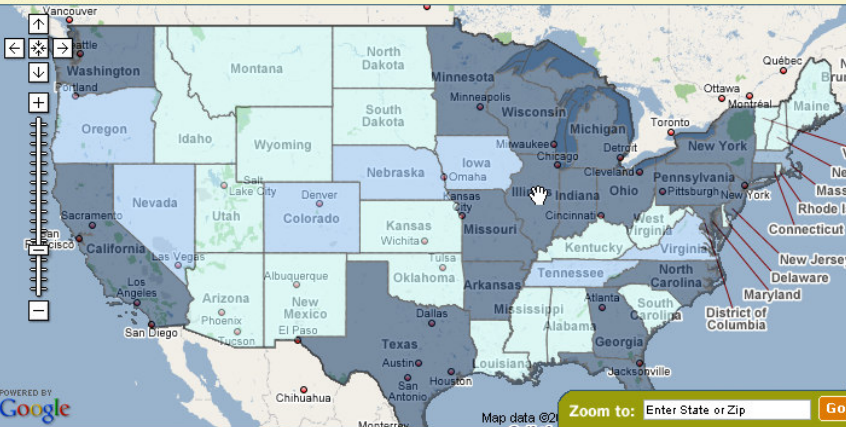 Vancouver
Seattle
Washington
Portland
Oregon
Montana
Idaho
Wyoming
North
Dakota
South
Dakota
Minnesota
Minneapolis
Wisconsin
Milwaukee
Chicago
Michigan
Detroit
Ottawa
Montréal
Québec
Toronto
Maine
New York
Nebraska
Iowa
Omaha
Cleveland
Pennsylvania
Pittsburgh
New York
Nevada
Salt
Lake City
Utah
Denver
Colorado
Kansas
City
Kansas
Wichita
Missouri
Illinois
Indiana
Ohio
Cincinnati
West
Virginia
Virginia
Kentucky
Sacramento
San
Francisco
California
Las Vegas
Los
Angeles
San Diego
Arizona
Phoenix
Tucson
Albuquerque
New
Mexico
El Paso
Tulsa
Oklahoma
Arkansas
Tennessee
North
Carolina
South
Carolina
Mississippi
Alabama
Atlanta
Georgia
Jacksonville
Louisiana
Dallas
Texas
Austin
San
Antonio
Houston
Chihuahua
Monterrey
Rhode I
Connecticut
New Jersey
Delaware
Maryland
District of
Columbia
POWERED BY
Google
Map data ©2
Zoom to:
Enter State or Zip
Go